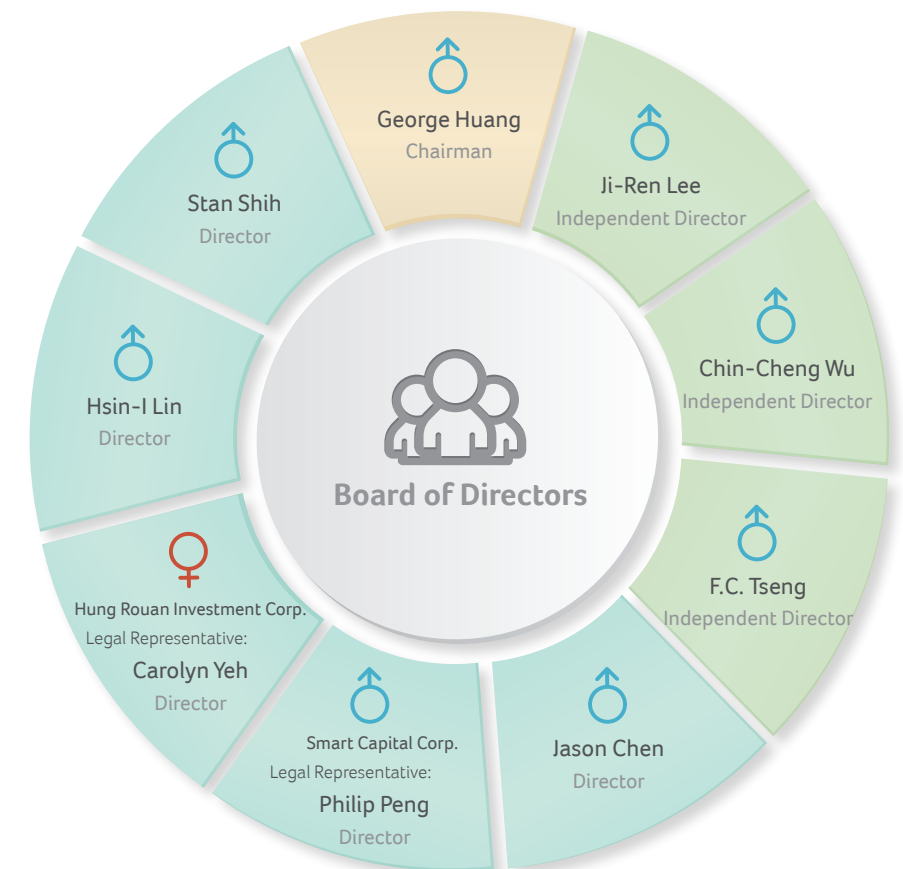 George Huang
Chairman
Ji-Ren Lee
Independent Director
Chin-Cheng Wu
Independent Director
F.C. Tseng
Independent Director
Jason Chen
Director
Smart Capital Corp.
Legal Representative:
Philip Peng
Director
Hung Rouan Investment Corp.
Legal Representative:
Carolyn Yeh
Director
Hsin-I Lin
Director
Stan Shih
Director
Board of Directors